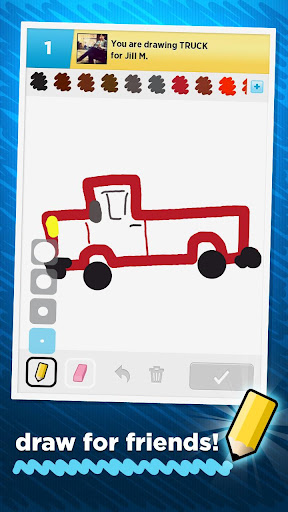 1
You are drawing TRUCK
for Jill M.
draw for friends!